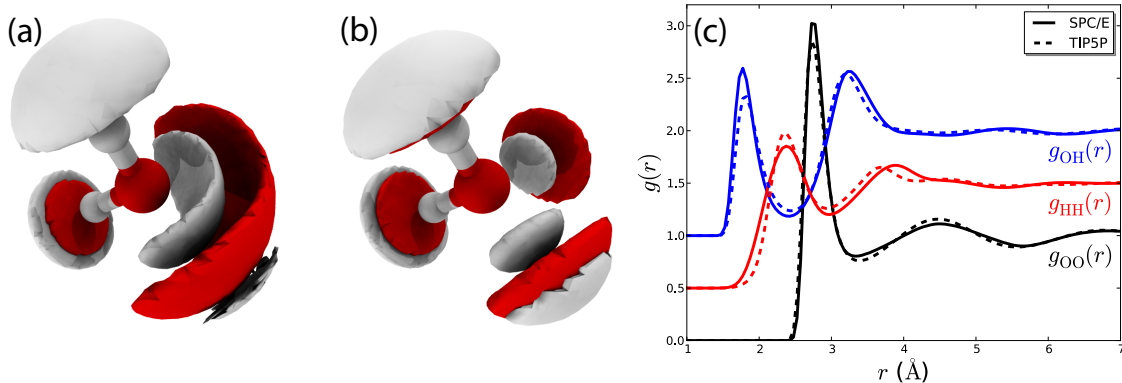 (a)
(b)
(c)
SPC/E
TIP5P
3.0
2.5
2.0
1.5
1.0
0.5
0.0
g(r)
g_OH(r)
g_HH(r)
g_OO(r)
1 2 3 4 5 6 7
r (Å)